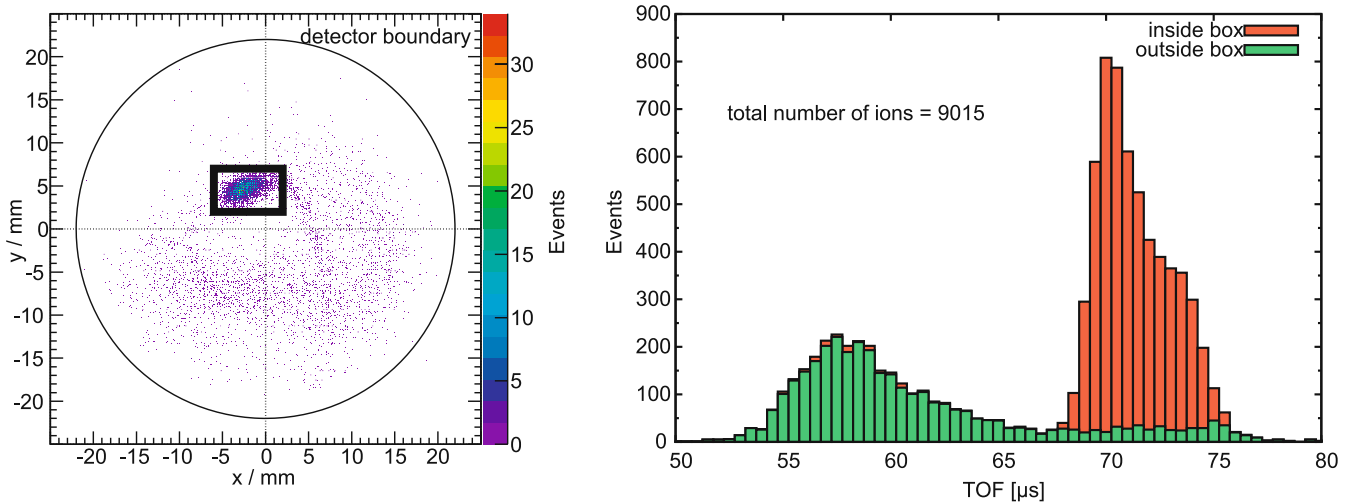 detector boundary
20
15
10
5
0
-5
-10
-15
-20
y / mm
-20 -15 -10 -5 0 5 10 15 20
x / mm
30
25
20
15
10
5
0
Events
900
800
700
600
500
400
300
200
100
0
Events
inside box
outside box
total number of ions = 9015
50 55 60 65 70 75 80
TOF [µs]